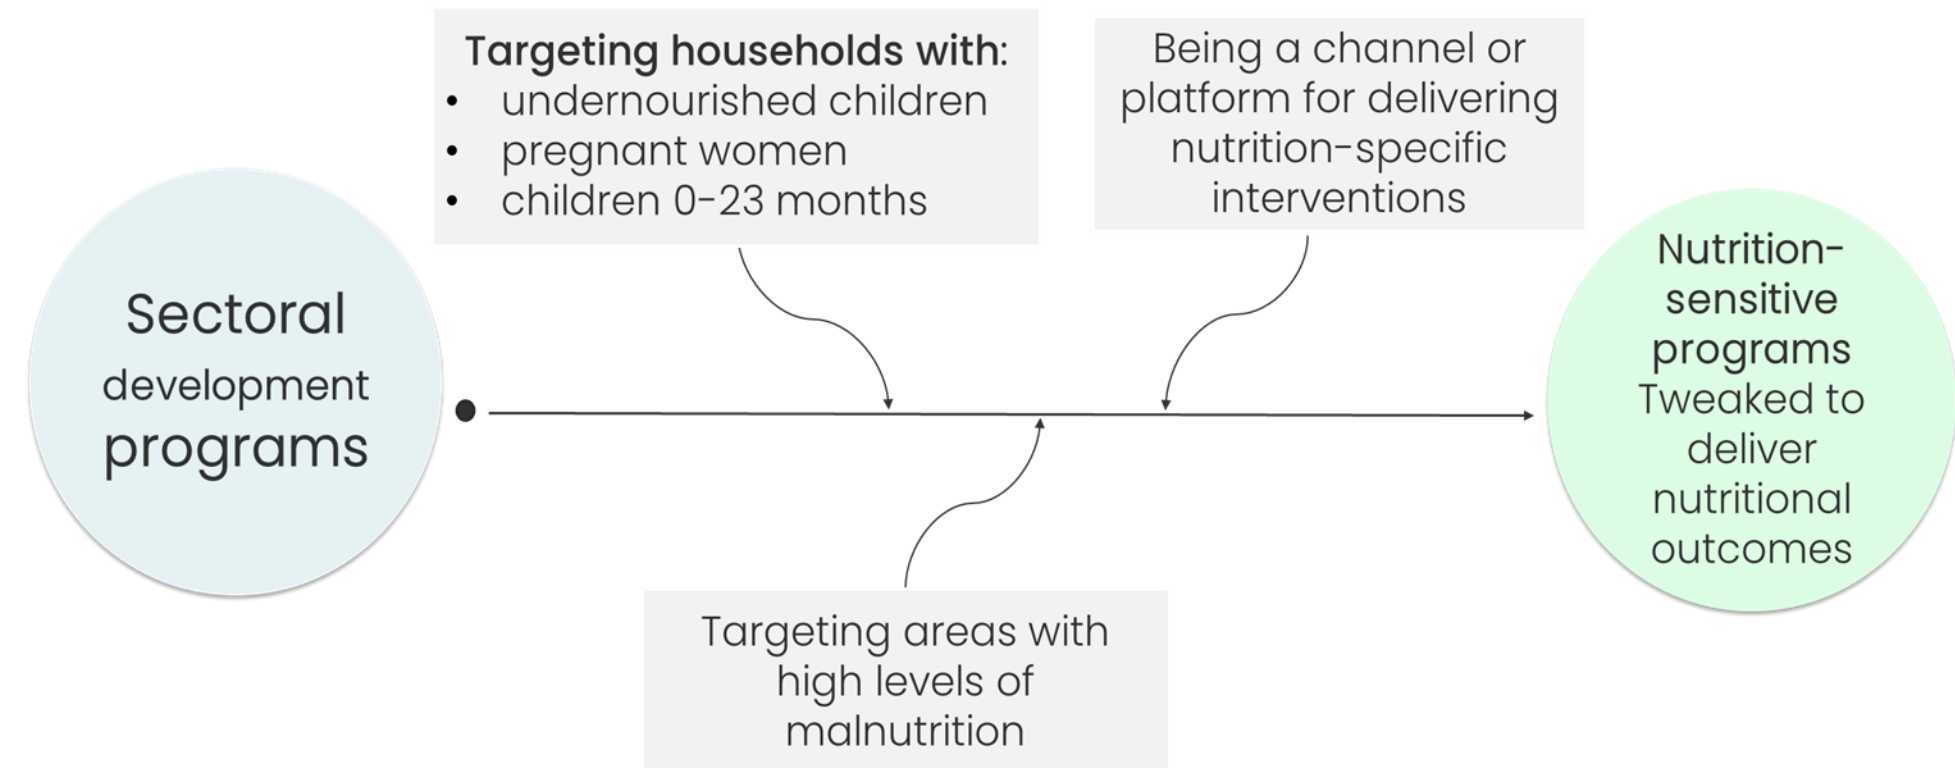 Sectoral
development
programs
Targeting households with:
• undernourished children
• pregnant women
• children 0-23 months
Being a channel or
platform for delivering
nutrition-specific
interventions
Targeting areas with
high levels of
malnutrition
Nutrition-
sensitive
programs
Tweaked to
deliver
nutritional
outcomes